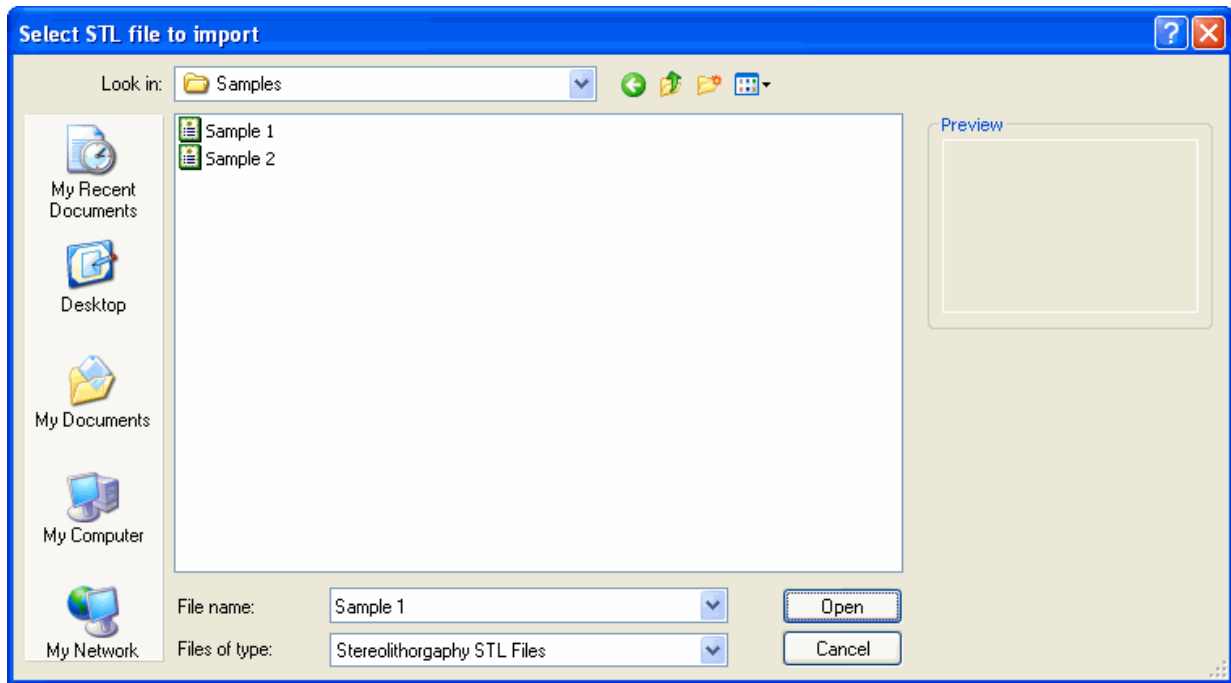 Select STL file to import
Look in: Samples
My Recent
Documents
Desktop
My Documents
My Computer
My Network
Sample 1
Sample 2
Preview
File name: Sample 1 Open
Files of type: Stereolithorgaphy STL Files Cancel